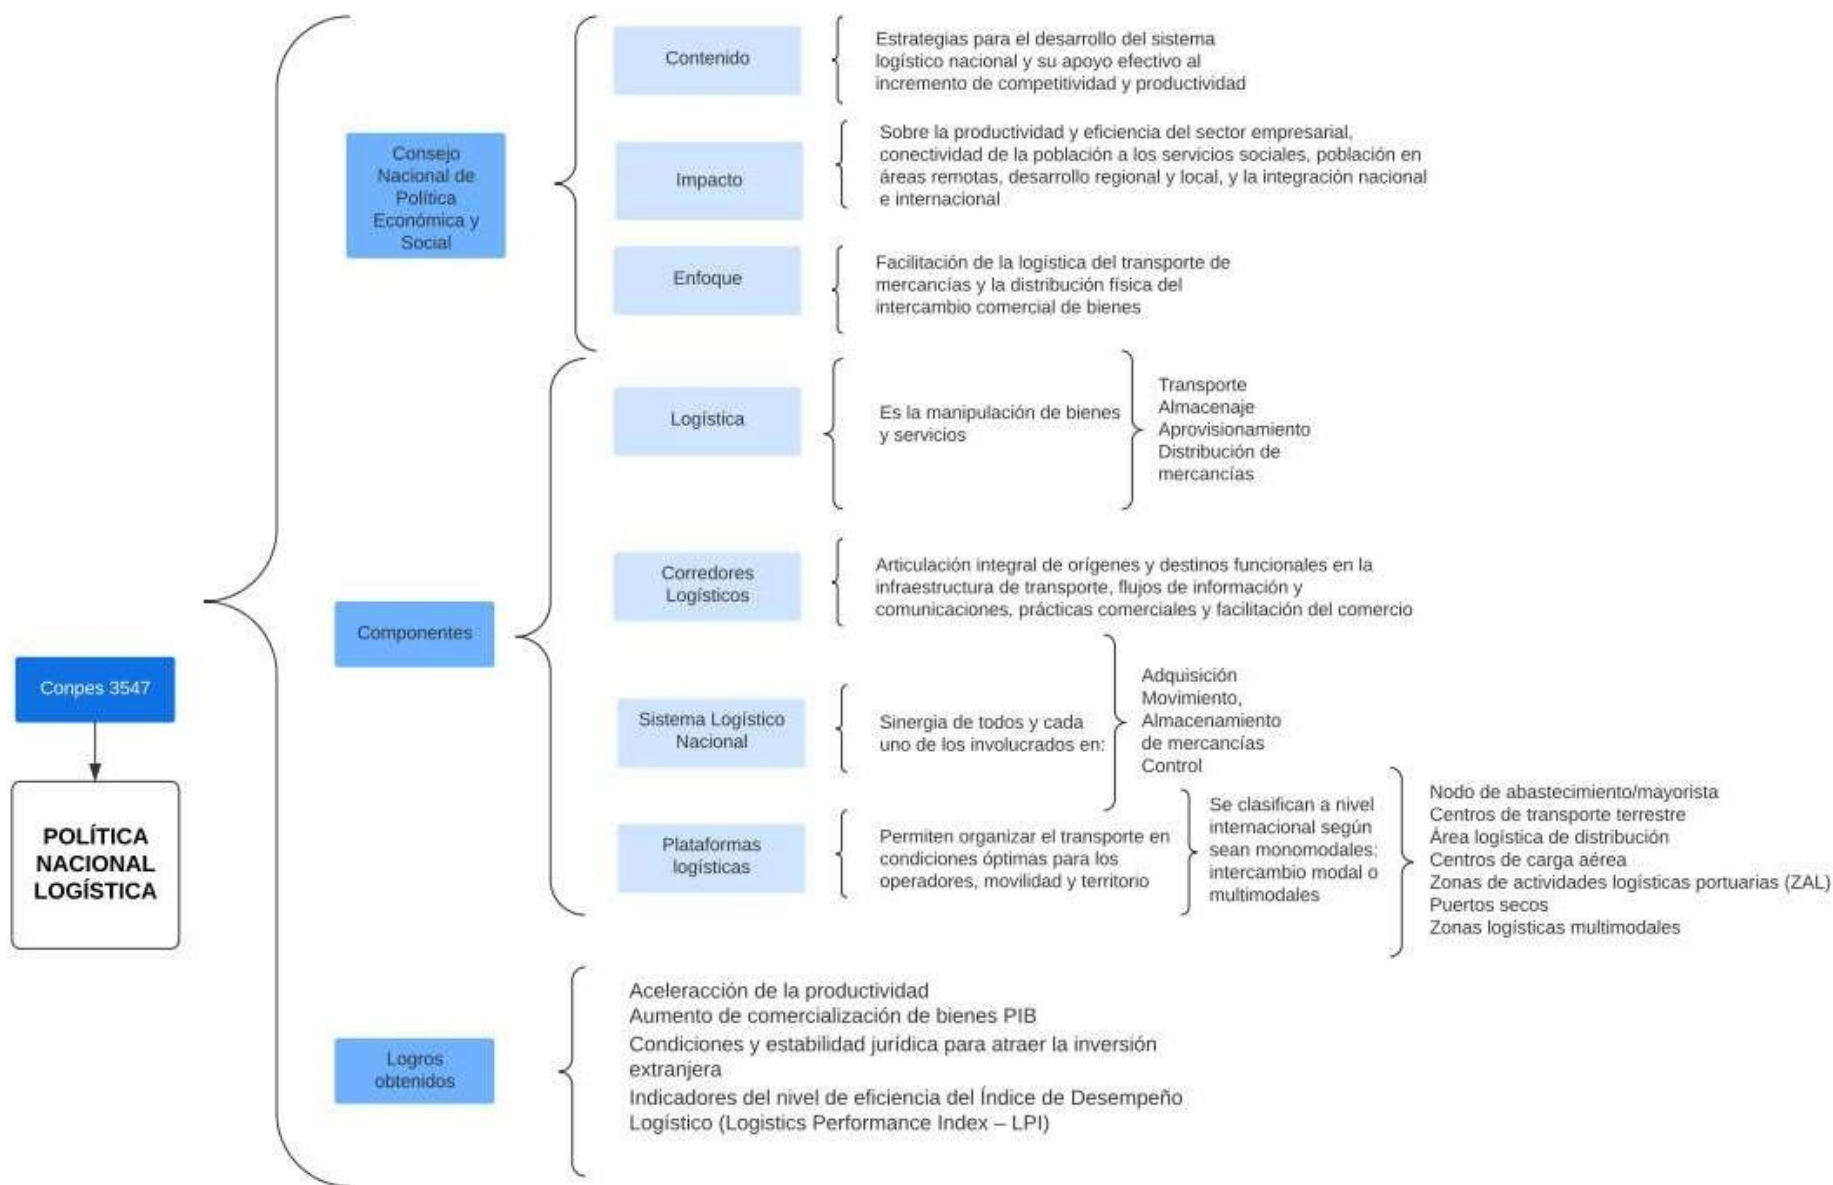 Conpes 3547
POLÍTICA
NACIONAL
LOGÍSTICA
Consejo
Nacional de
Política
Económica y
Social
Contenido
Estrategias para el desarrollo del sistema
logístico nacional y su apoyo efectivo al
incremento de competitividad y productividad
Impacto
Sobre la productividad y eficiencia del sector empresarial,
conectividad de la población a los servicios sociales, población en
áreas remotas, desarrollo regional y local, y la integración nacional
e internacional
Enfoque
Facilitación de la logística del transporte de
mercancías y la distribución física del
intercambio comercial de bienes
Componentes
Logística
Es la manipulación de bienes
y servicios
Transporte
Almacenaje
Aprovisionamiento
Distribución de
mercancías
Corredores
Logísticos
Articulación integral de orígenes y destinos funcionales en la
infraestructura de transporte, flujos de información y
comunicaciones, prácticas comerciales y facilitación del comercio
Sistema Logístico
Nacional
Sinergia de todos y cada
uno de los involucrados en:
Adquisición
Movimiento,
Almacenamiento
de mercancías
Control
Plataformas
logísticas
Permiten organizar el transporte en
condiciones óptimas para los
operadores, movilidad y territorio
Se clasifican a nivel
internacional según
sean monomodales;
intercambio modal o
multimodales
Nodo de abastecimiento/mayorista
Centros de transporte terrestre
Área logística de distribución
Centros de carga aérea
Zonas de actividades logísticas portuarias (ZAL)
Puertos secos
Zonas logísticas multimodales
Logros
obtenidos
Aceleracción de la productividad
Aumento de comercialización de bienes PIB
Condiciones y estabilidad jurídica para atraer la inversión
extranjera
Indicadores del nivel de eficiencia del Índice de Desempeño
Logístico (Logistics Performance Index – LPI)